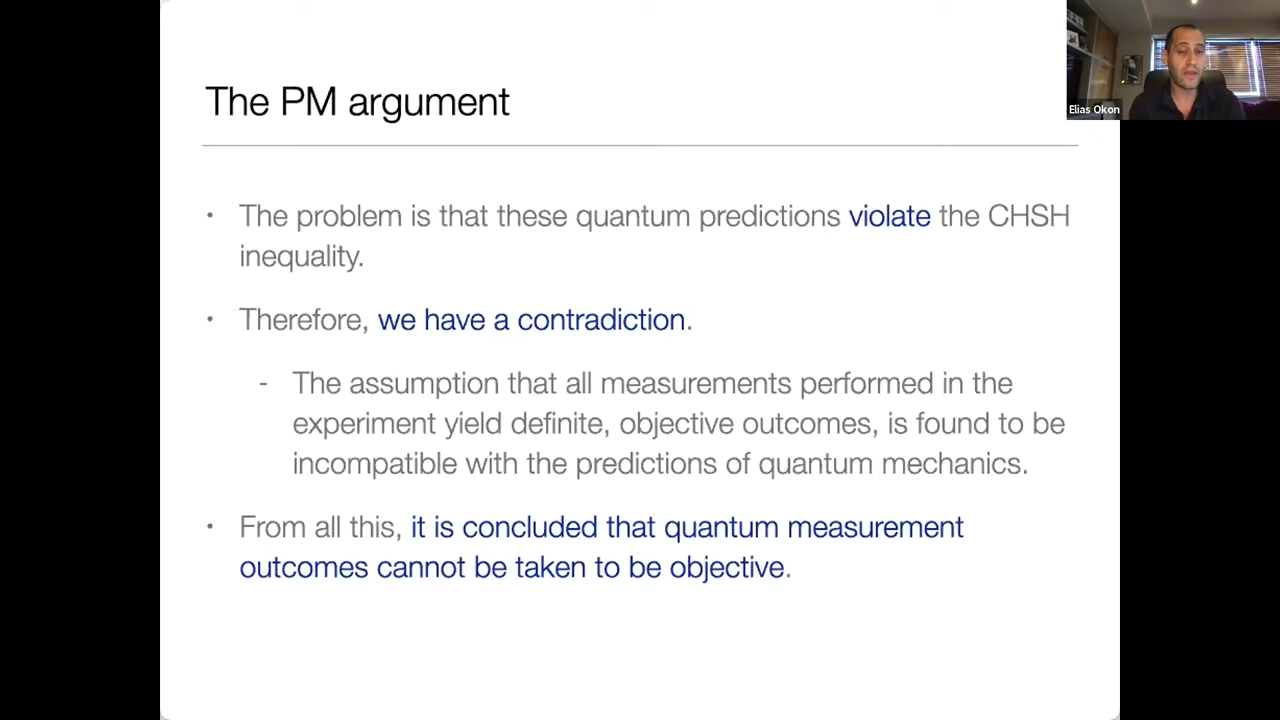 The PM argument
Elias Okon
• The problem is that these quantum predictions violate the CHSH
inequality.
• Therefore, we have a contradiction.
- The assumption that all measurements performed in the
experiment yield definite, objective outcomes, is found to be
incompatible with the predictions of quantum mechanics.
• From all this, it is concluded that quantum measurement
outcomes cannot be taken to be objective.